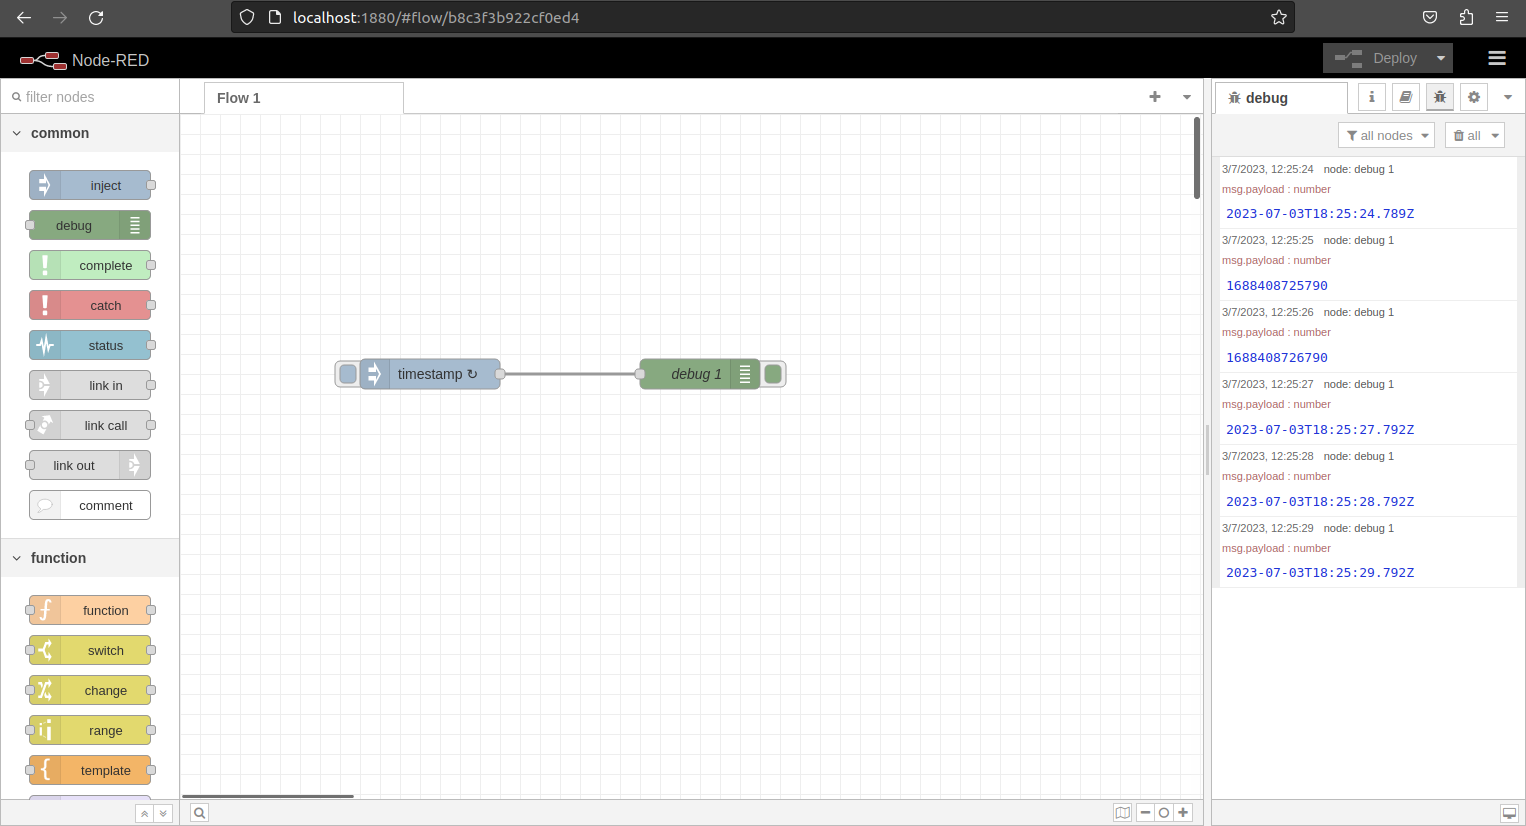 localhost:1880/#flow/b8c3f3b922cf0ed4
Node-RED
Deploy
filter nodes
Flow 1
debug
common
all nodes
all
inject
debug
complete
catch
status
link in
link call
link out
comment
function
function
switch
change
range
template
timestamp ↻
debug 1
3/7/2023, 12:25:24 node: debug 1
msg.payload : number
2023-07-03T18:25:24.789Z
3/7/2023, 12:25:25 node: debug 1
msg.payload : number
1688408725790
3/7/2023, 12:25:26 node: debug 1
msg.payload : number
1688408726790
3/7/2023, 12:25:27 node: debug 1
msg.payload : number
2023-07-03T18:25:27.792Z
3/7/2023, 12:25:28 node: debug 1
msg.payload : number
2023-07-03T18:25:28.792Z
3/7/2023, 12:25:29 node: debug 1
msg.payload : number
2023-07-03T18:25:29.792Z